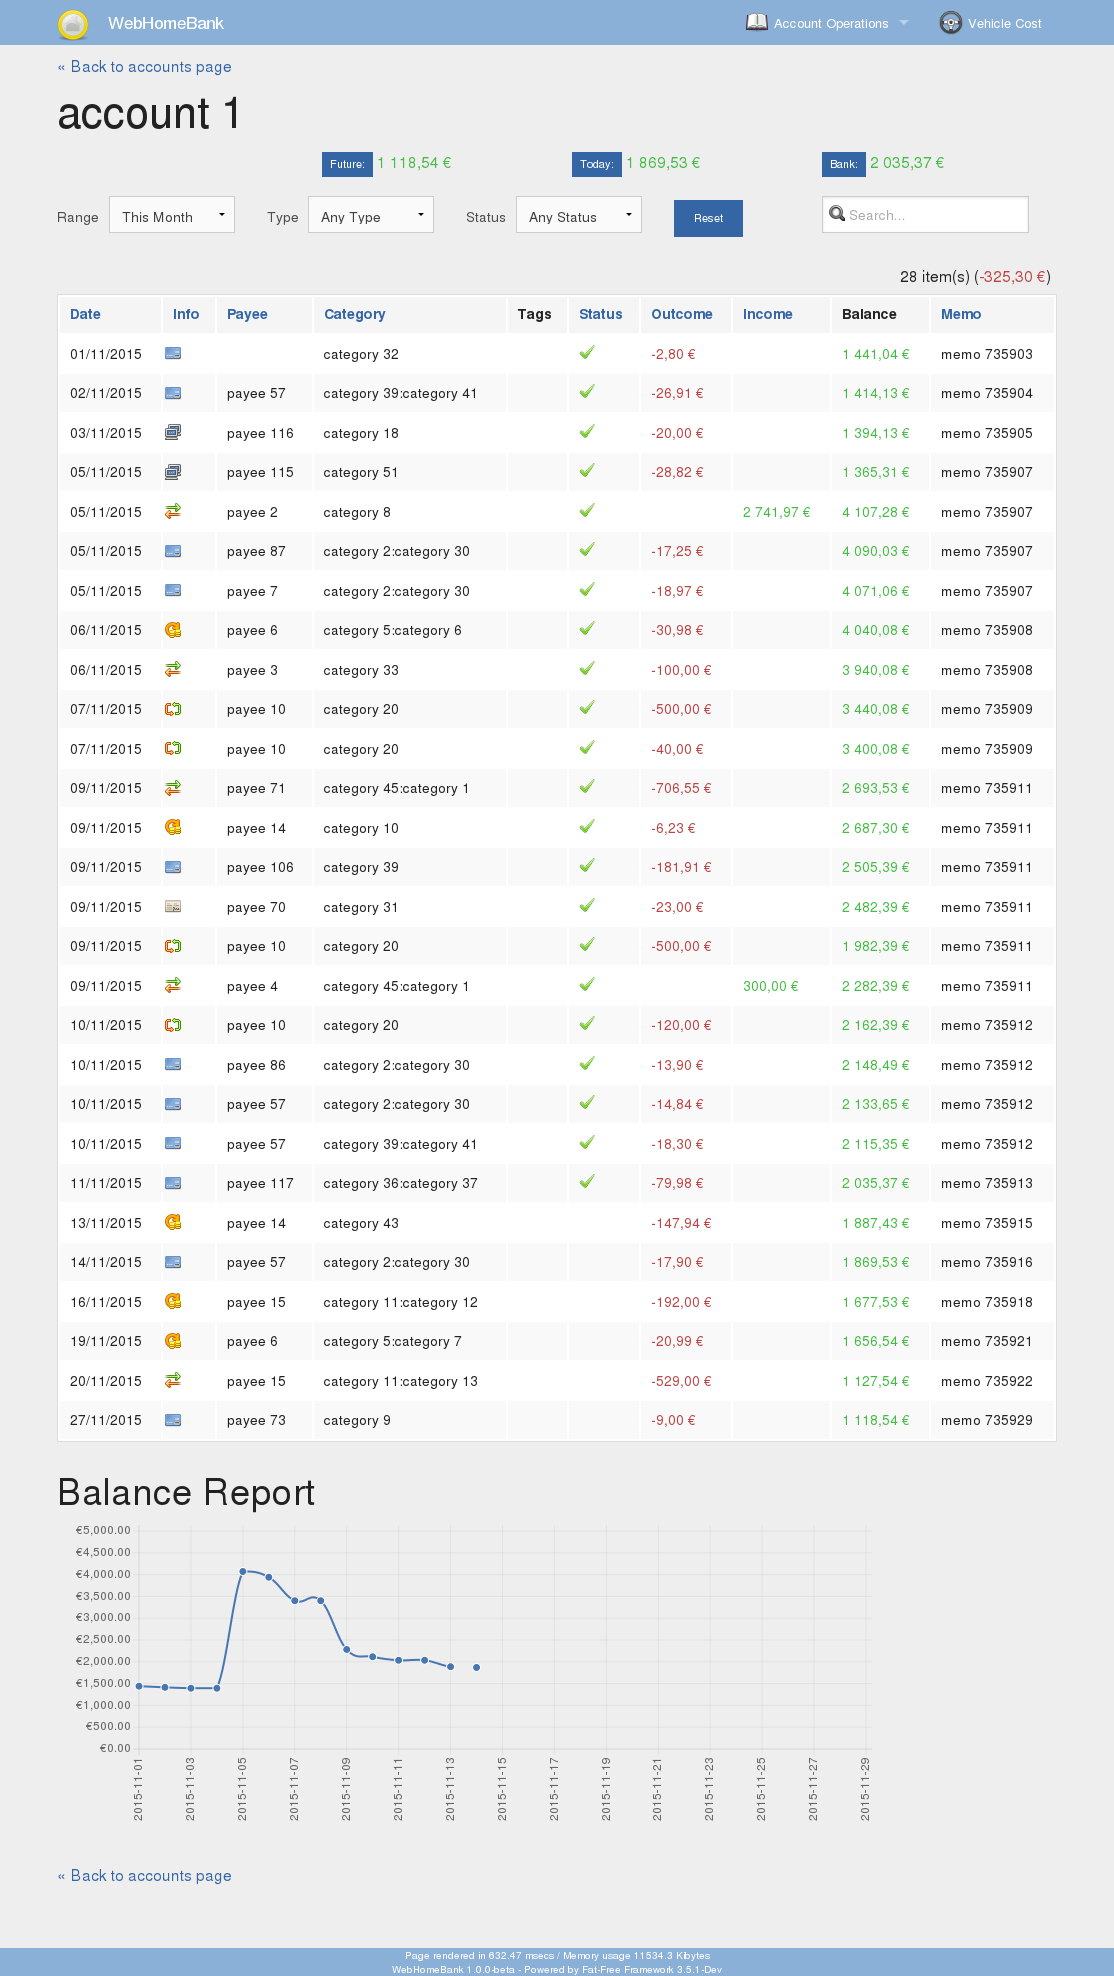 WebHomeBank Account Operations Vehicle Cost
« Back to accounts page
account 1
Future: 1 118,54 € Today: 1 869,53 € Bank: 2 035,37 €
Range This Month Type Any Type Status Any Status Reset Search...
28 item(s) (-325,30 €)
Date Info Payee Category Tags Status Outcome Income Balance Memo
01/11/2015 category 32 -2,80 € 1 441,04 € memo 735903
02/11/2015 payee 57 category 39:category 41 -26,91 € 1 414,13 € memo 735904
03/11/2015 payee 116 category 18 -20,00 € 1 394,13 € memo 735905
05/11/2015 payee 115 category 51 -28,82 € 1 365,31 € memo 735907
05/11/2015 payee 2 category 8 2 741,97 € 4 107,28 € memo 735907
05/11/2015 payee 87 category 2:category 30 -17,25 € 4 090,03 € memo 735907
05/11/2015 payee 7 category 2:category 30 -18,97 € 4 071,06 € memo 735907
06/11/2015 payee 6 category 5:category 6 -30,98 € 4 040,08 € memo 735908
06/11/2015 payee 3 category 33 -100,00 € 3 940,08 € memo 735908
07/11/2015 payee 10 category 20 -500,00 € 3 440,08 € memo 735909
07/11/2015 payee 10 category 20 -40,00 € 3 400,08 € memo 735909
09/11/2015 payee 71 category 45:category 1 -706,55 € 2 693,53 € memo 735911
09/11/2015 payee 14 category 10 -6,23 € 2 687,30 € memo 735911
09/11/2015 payee 106 category 39 -181,91 € 2 505,39 € memo 735911
09/11/2015 payee 70 category 31 -23,00 € 2 482,39 € memo 735911
09/11/2015 payee 10 category 20 -500,00 € 1 982,39 € memo 735911
09/11/2015 payee 4 category 45:category 1 300,00 € 2 282,39 € memo 735911
10/11/2015 payee 10 category 20 -120,00 € 2 162,39 € memo 735912
10/11/2015 payee 86 category 2:category 30 -13,90 € 2 148,49 € memo 735912
10/11/2015 payee 57 category 2:category 30 -14,84 € 2 133,65 € memo 735912
10/11/2015 payee 57 category 39:category 41 -18,30 € 2 115,35 € memo 735912
11/11/2015 payee 117 category 36:category 37 -79,98 € 2 035,37 € memo 735913
13/11/2015 payee 14 category 43 -147,94 € 1 887,43 € memo 735915
14/11/2015 payee 57 category 2:category 30 -17,90 € 1 869,53 € memo 735916
16/11/2015 payee 15 category 11:category 12 -192,00 € 1 677,53 € memo 735918
19/11/2015 payee 6 category 5:category 7 -20,99 € 1 656,54 € memo 735921
20/11/2015 payee 15 category 11:category 13 -529,00 € 1 127,54 € memo 735922
27/11/2015 payee 73 category 9 -9,00 € 1 118,54 € memo 735929
Balance Report
€5,000.00
€4,500.00
€4,000.00
€3,500.00
€3,000.00
€2,500.00
€2,000.00
€1,500.00
€1,000.00
€500.00
€0.00
2015-11-01 2015-11-03 2015-11-05 2015-11-07 2015-11-09 2015-11-11 2015-11-13 2015-11-15 2015-11-17 2015-11-19 2015-11-21 2015-11-23 2015-11-25 2015-11-27 2015-11-29
« Back to accounts page
Page rendered in 632.47 msecs / Memory usage 11534.3 Kibytes
WebHomeBank 1.0.0-beta - Powered by Fat-Free Framework 3.5.1-Dev